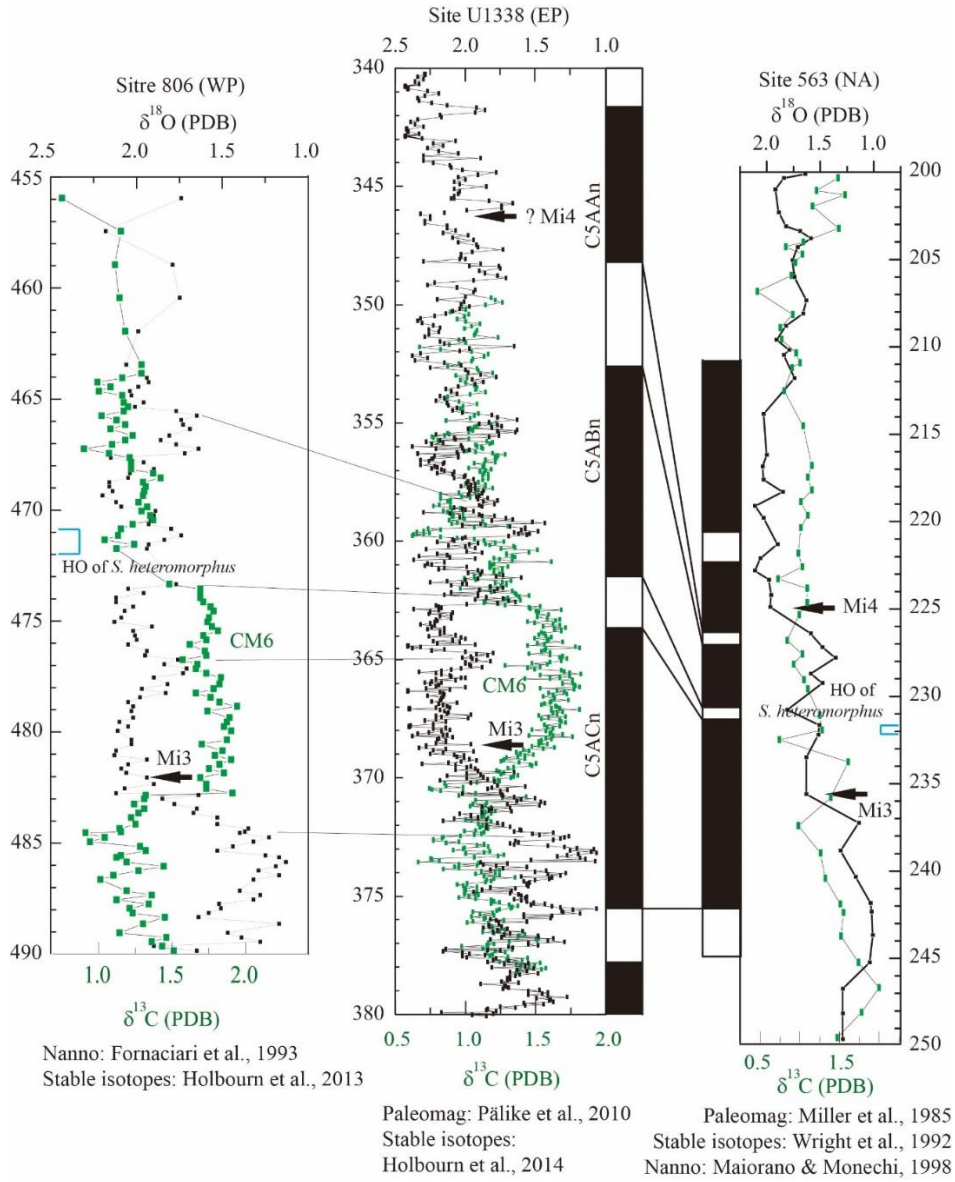 Site U1338 (EP)
2.5 2.0 1.5 1.0
Sitre 806 (WP)
δ18O (PDB)
2.5 2.0 1.5 1.0
Site 563 (NA)
δ18O (PDB)
2.0 1.5 1.0
455
460
465
470
475
480
485
490
HO of S. heteromorphus
CM6
Mi3
1.0 1.5 2.0
δ13C (PDB)
Nanno: Fornaciari et al., 1993
Stable isotopes: Holbourn et al., 2013
340
345
350
355
360
365
370
375
380
? Mi4
CM6
Mi3
0.5 1.0 1.5 2.0
δ13C (PDB)
C5AAn
C5ABn
C5ACn
Paleomag: Pälike et al., 2010
Stable isotopes:
Holbourn et al., 2014
200
205
210
215
220
225
230
235
240
245
250
Mi4
HO of
S. heteromorphus
Mi3
0.5 1.5
δ13C (PDB)
Paleomag: Miller et al., 1985
Stable isotopes: Wright et al., 1992
Nanno: Maiorano & Monechi, 1998